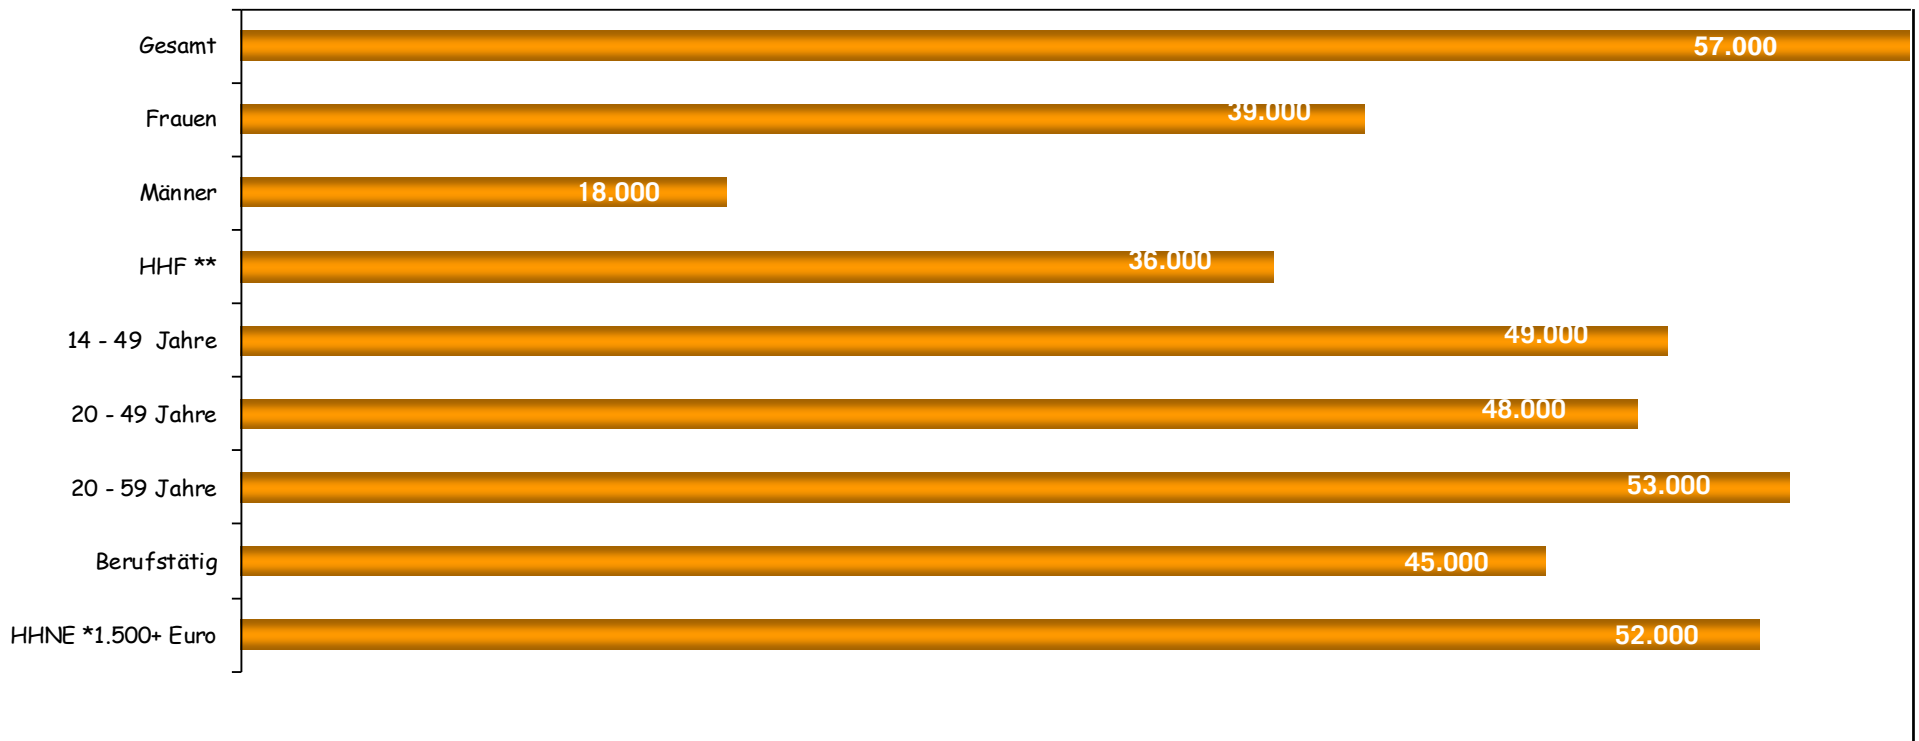 Gesamt 57.000
Frauen 39.000
Männer 18.000
HHF ** 36.000
14 - 49 Jahre 49.000
20 - 49 Jahre 48.000
20 - 59 Jahre 53.000
Berufstätig 45.000
HHNE *1.500+ Euro 52.000